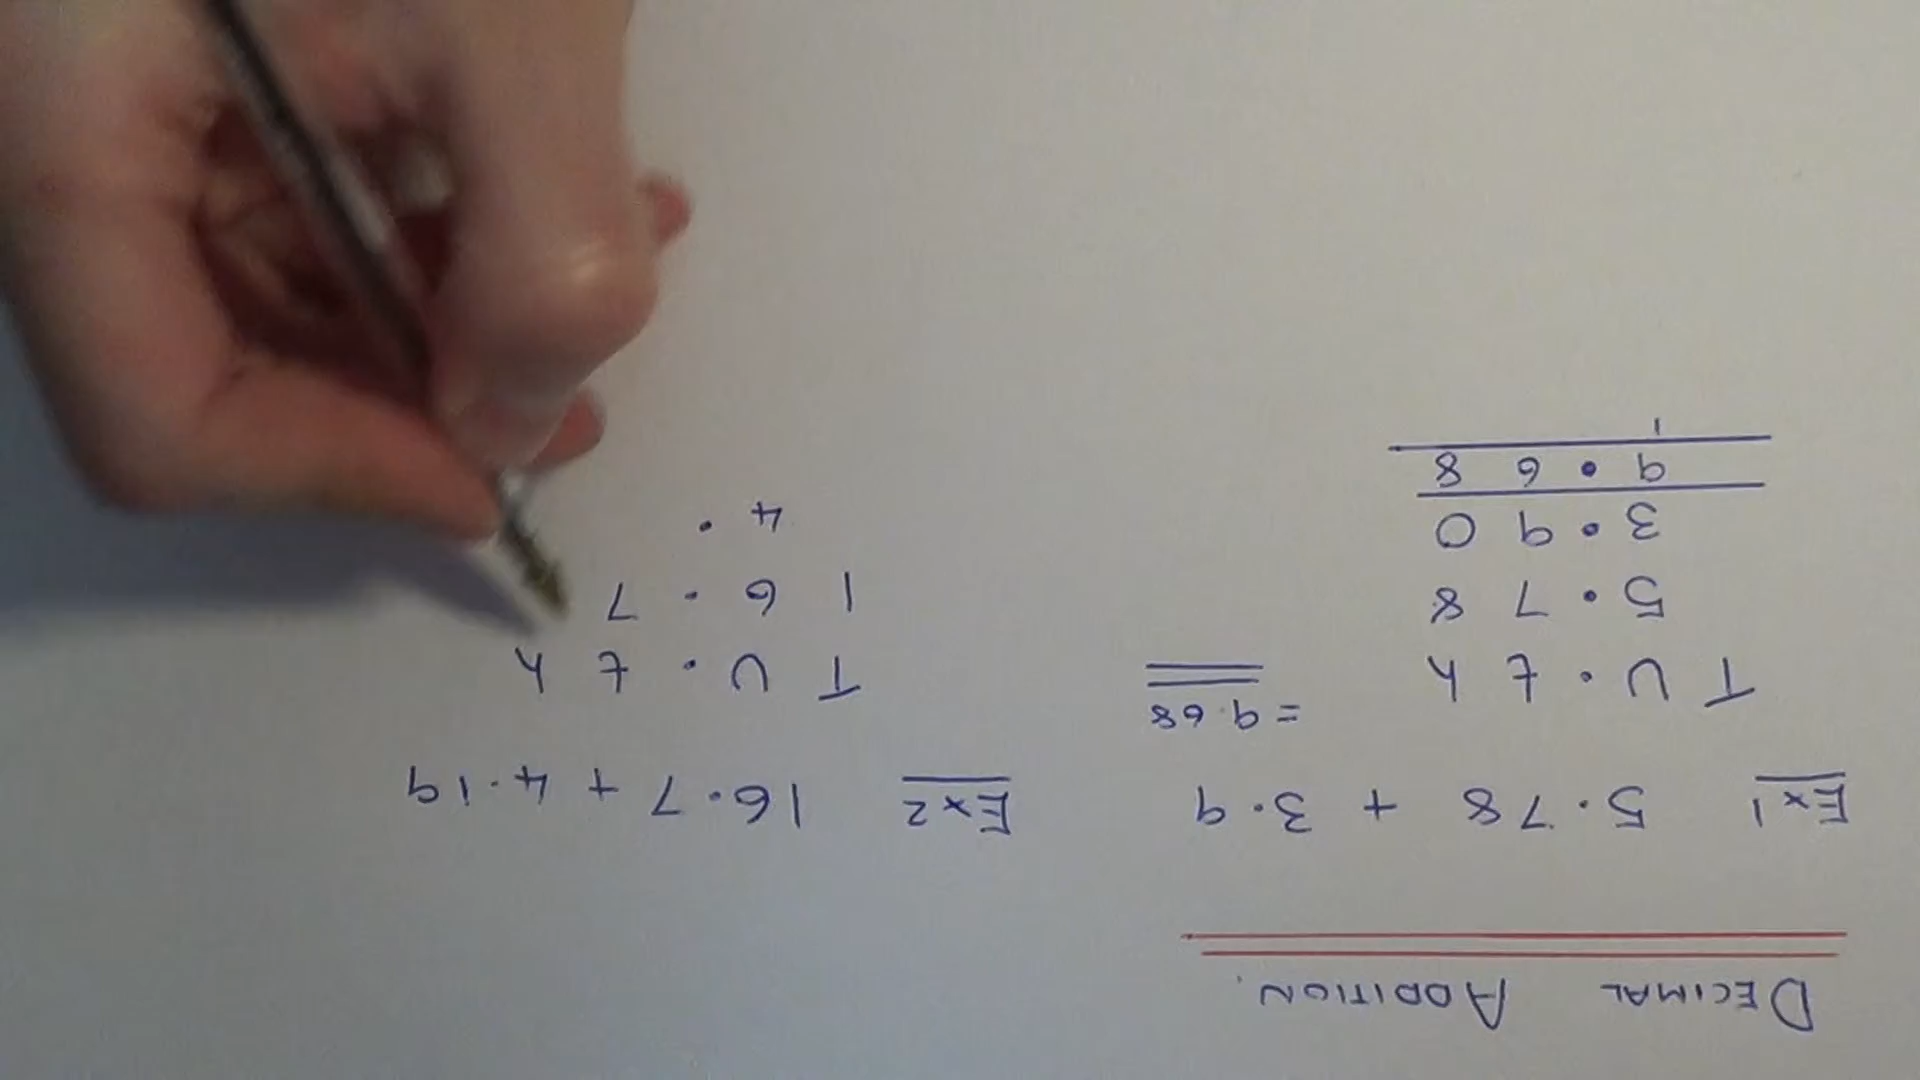 DECIMAL ADDITION.
Ex1 5.78 + 3.9
= 9.68
T U . t h
5 . 7 8
3 . 9 0
9 . 6 8
1
Ex2 16.7 + 4.19
T U . t h
1 6 . 7
4 .